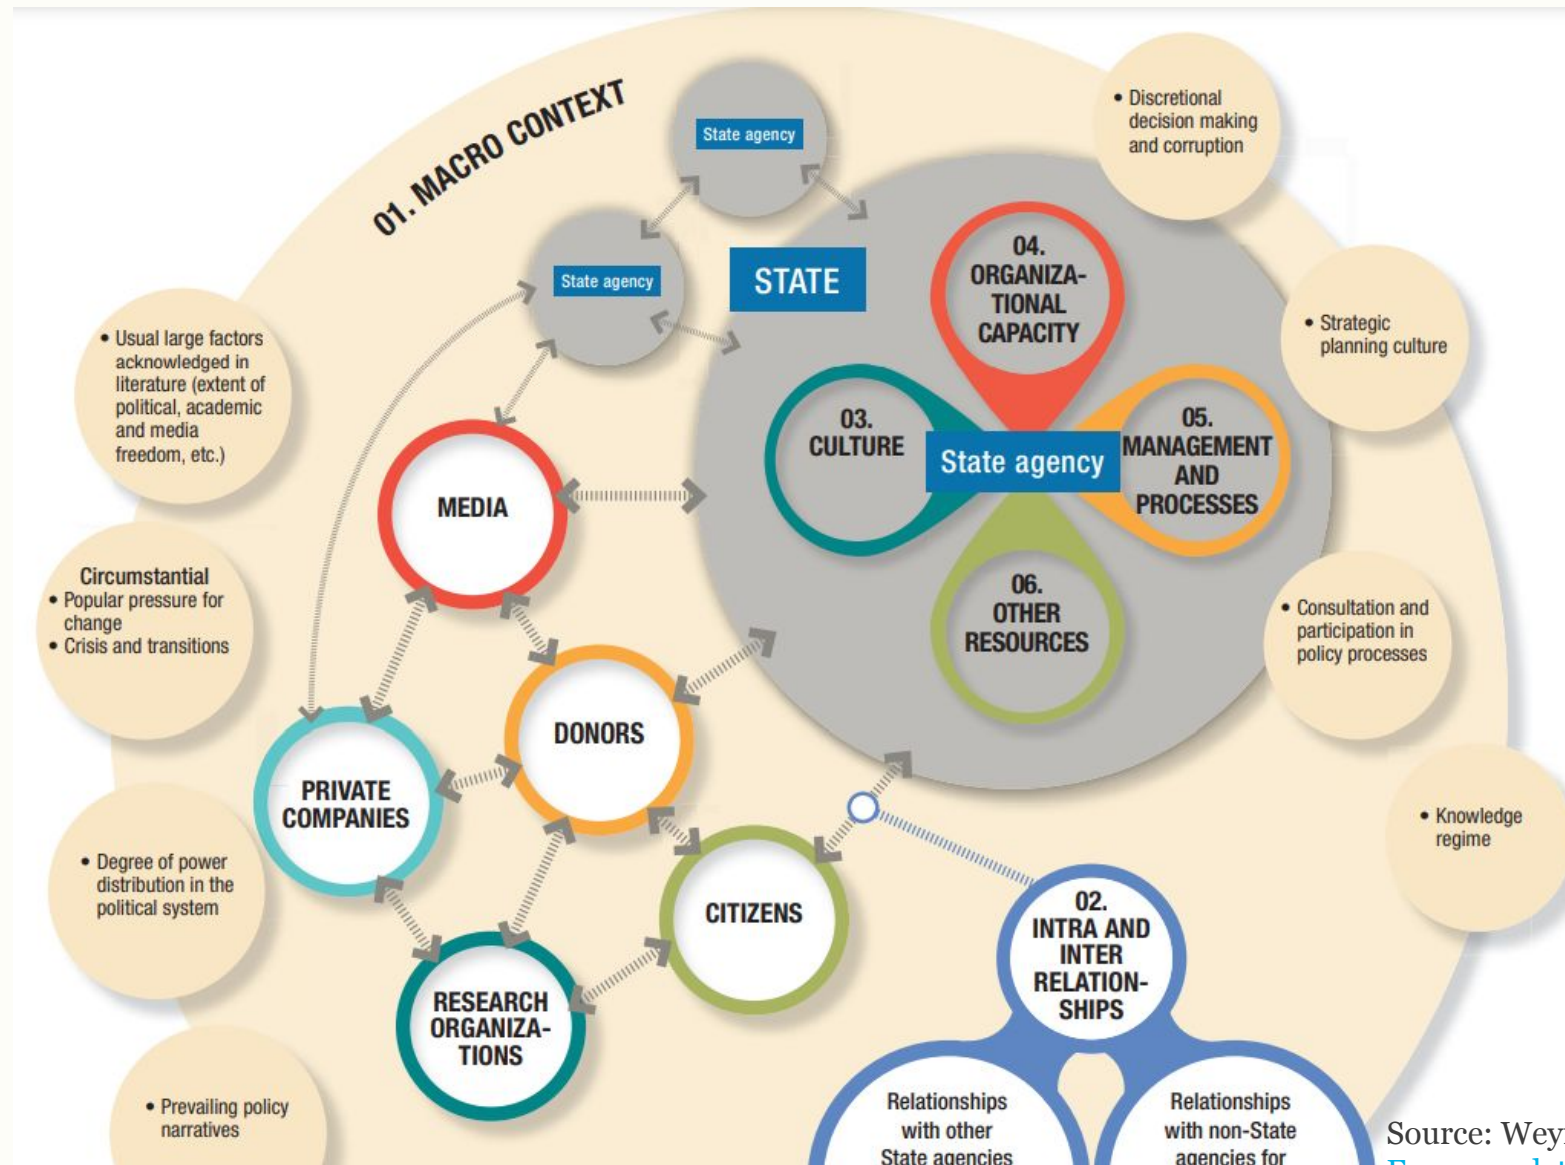 01. MACRO CONTEXT
State agency
State agency
STATE
• Discretional
decision making
and corruption
04.
ORGANIZA-
TIONAL
CAPACITY
• Strategic
planning culture
• Usual large factors
acknowledged in
literature (extent of
political, academic
and media
freedom, etc.)
03.
CULTURE
State agency
05.
MANAGEMENT
AND
PROCESSES
MEDIA
06.
OTHER
RESOURCES
Circumstantial
• Popular pressure for
change
• Crisis and transitions
• Consultation and
participation in
policy processes
DONORS
PRIVATE
COMPANIES
• Knowledge
regime
• Degree of power
distribution in the
political system
CITIZENS
02.
INTRA AND
INTER
RELATION-
SHIPS
RESEARCH
ORGANIZA-
TIONS
• Prevailing policy
narratives
Relationships
with other
State agencies
Relationships
with non-State
agencies for
Source: